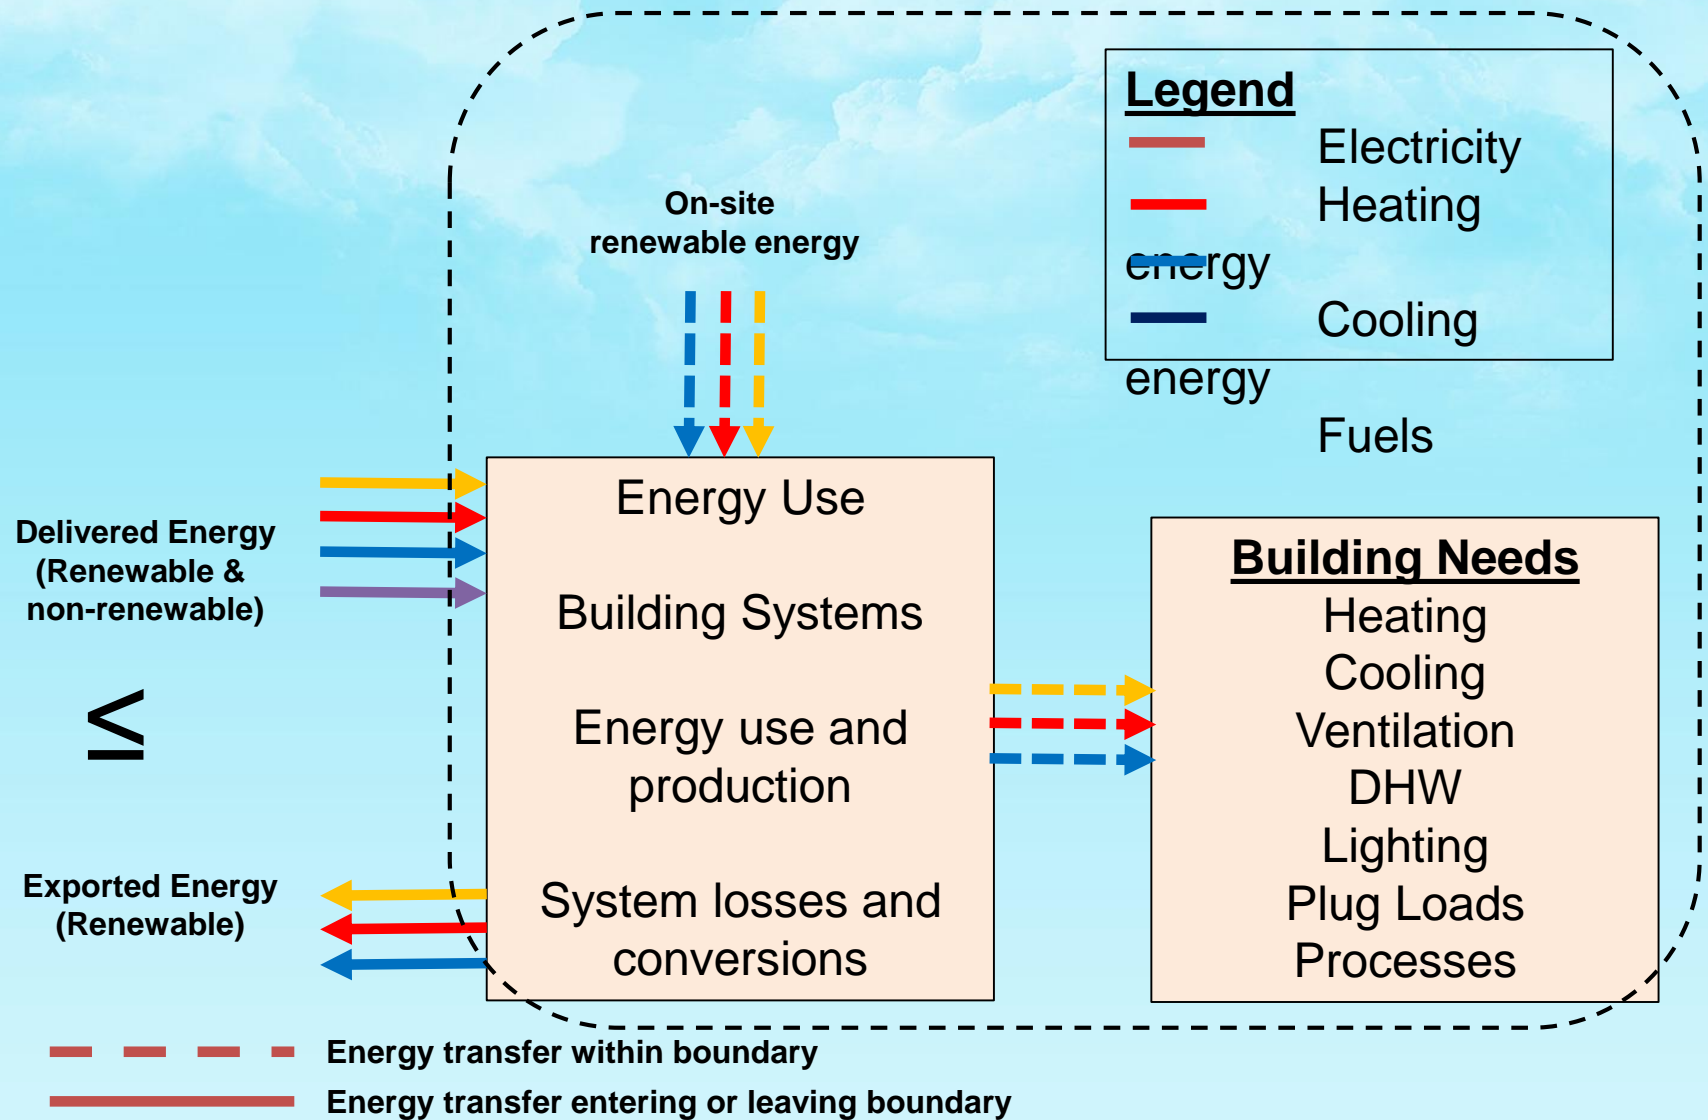 Legend
Electricity
Heating
energy
Cooling
energy
Fuels
On-site
renewable energy
Delivered Energy
(Renewable &
non-renewable)
≤
Exported Energy
(Renewable)
Energy Use
Building Systems
Energy use and
production
System losses and
conversions
Building Needs
Heating
Cooling
Ventilation
DHW
Lighting
Plug Loads
Processes
Energy transfer within boundary
Energy transfer entering or leaving boundary